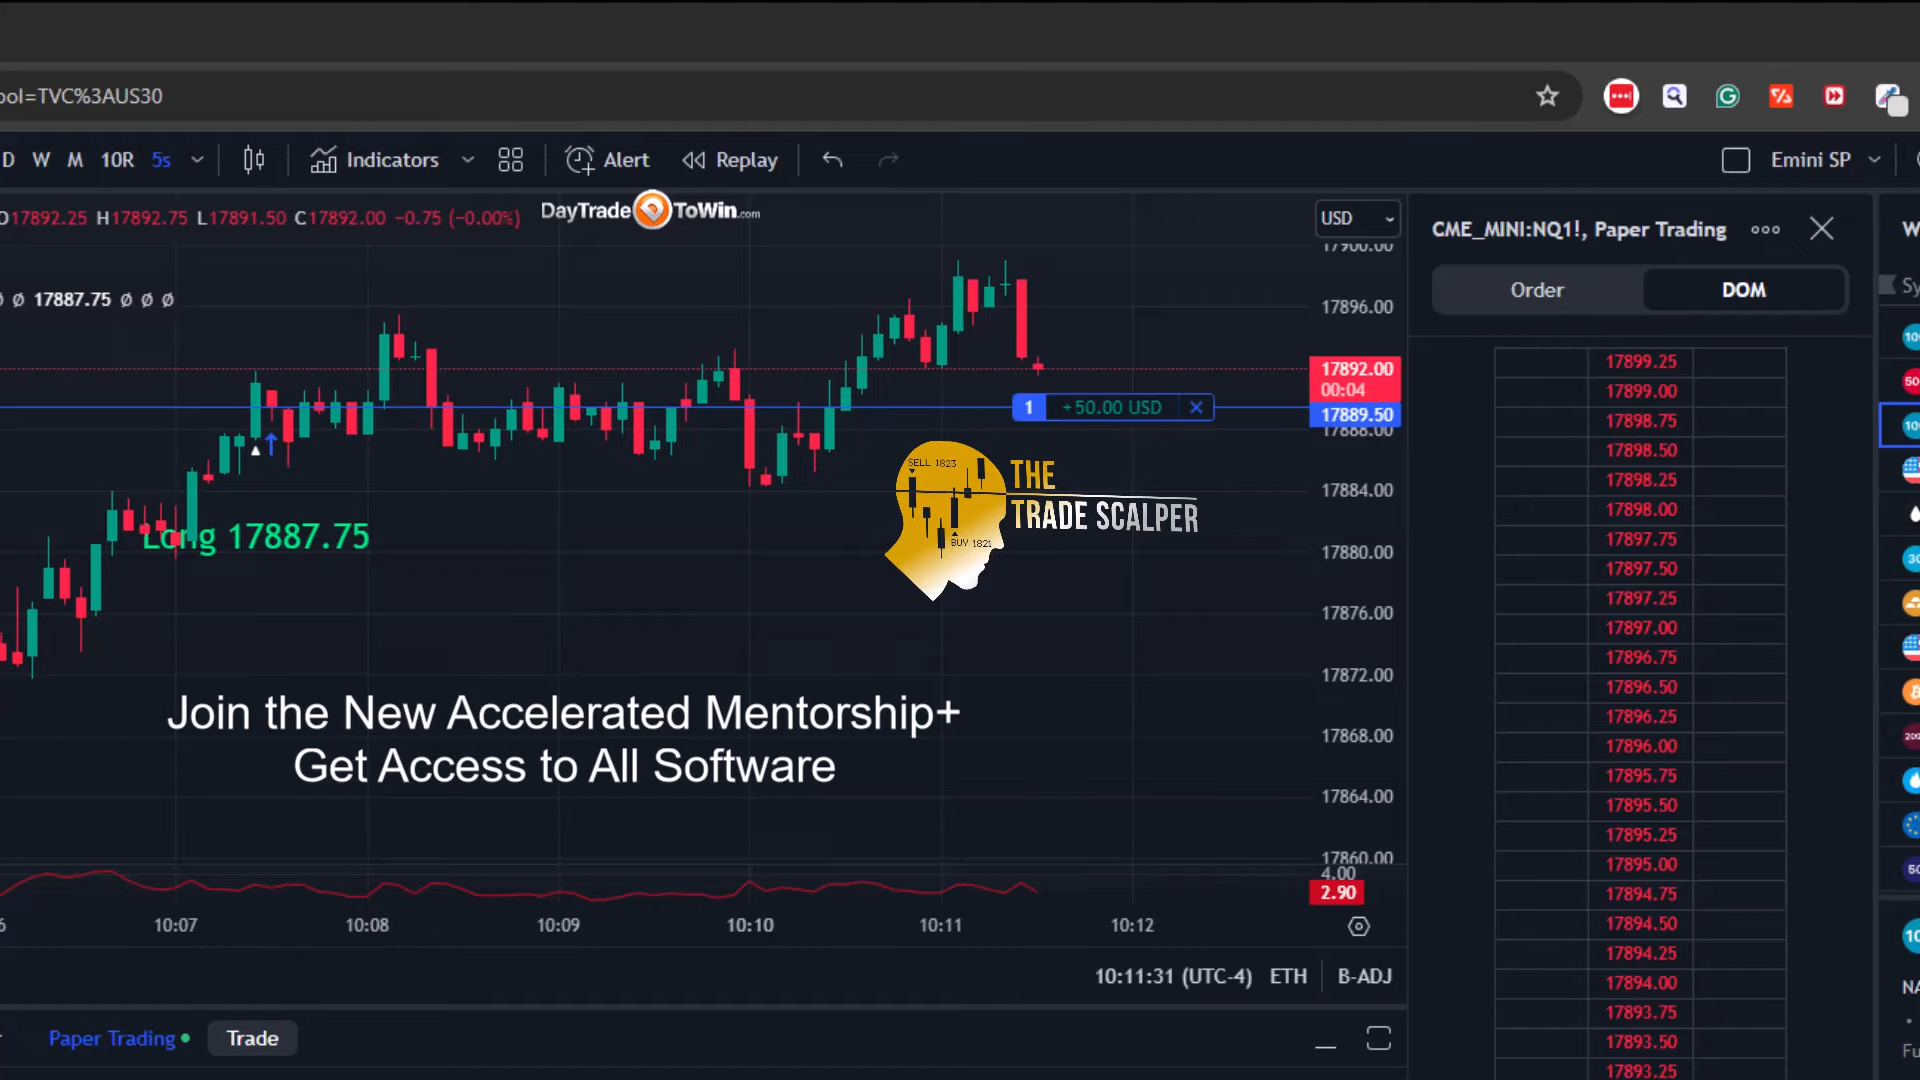 ool=TVC%3AUS30
D W M 10R 5s Indicators Alert Replay Emini SP
O17892.25 H17892.75 L17891.50 C17892.00 −0.75 (−0.00%)
DayTradeToWin.com
USD
CME_MINI:NQ1!, Paper Trading
Order DOM
ø ø 17887.75 ø ø ø
17900.00
17896.00
17892.00
00:04
17889.50
17888.00
17884.00
17880.00
17876.00
17872.00
17868.00
17864.00
17860.00
4.00
2.90
1 +50.00 USD
SELL 1823
BUY 1821
THE
TRADE SCALPER
Long 17887.75
Join the New Accelerated Mentorship+
Get Access to All Software
10:07 10:08 10:09 10:10 10:11 10:12
10:11:31 (UTC-4) ETH B-ADJ
Paper Trading Trade
17899.25
17899.00
17898.75
17898.50
17898.25
17898.00
17897.75
17897.50
17897.25
17897.00
17896.75
17896.50
17896.25
17896.00
17895.75
17895.50
17895.25
17895.00
17894.75
17894.50
17894.25
17894.00
17893.75
17893.50
17893.25